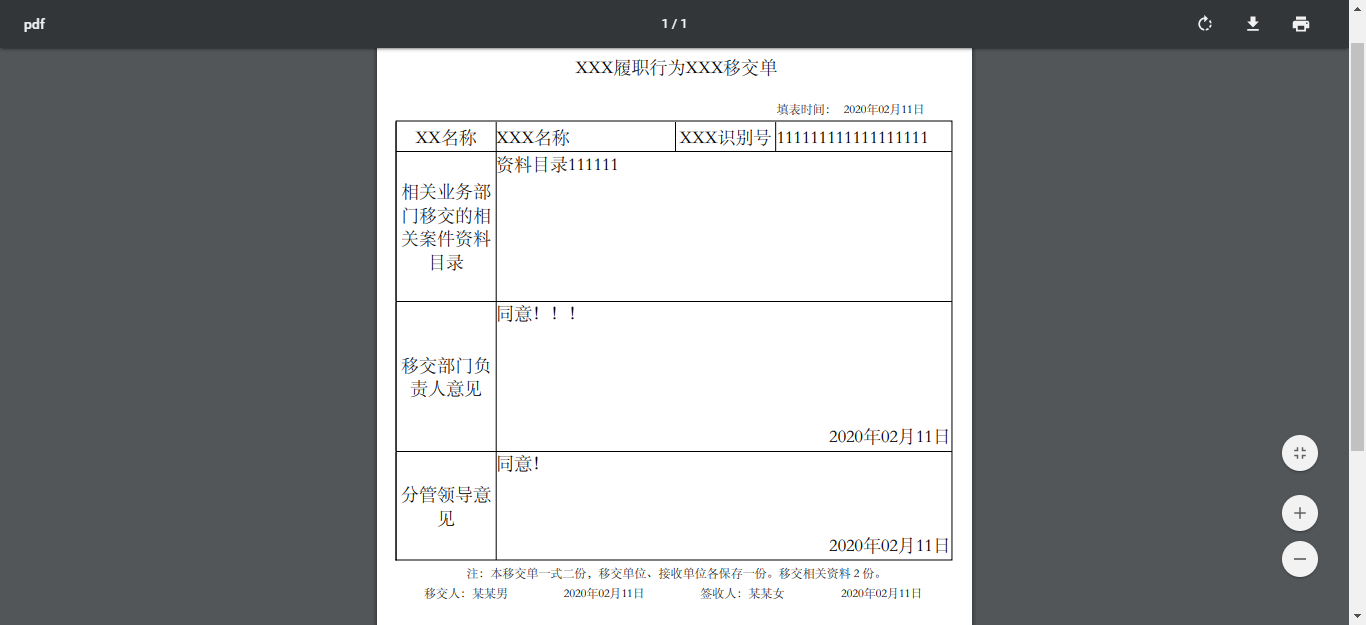 pdf
1 / 1
XXX履职行为XXX移交单
填表时间： 2020年02月11日
XX名称 XXX名称 XXX识别号 111111111111111111
资料目录111111
相关业务部
门移交的相
关案件资料
目录
同意！！！
移交部门负
责人意见
2020年02月11日
同意！
分管领导意
见
2020年02月11日
注：本移交单一式二份，移交单位、接收单位各保存一份。移交相关资料 2 份。
移交人：某某男 2020年02月11日 签收人：某某女 2020年02月11日